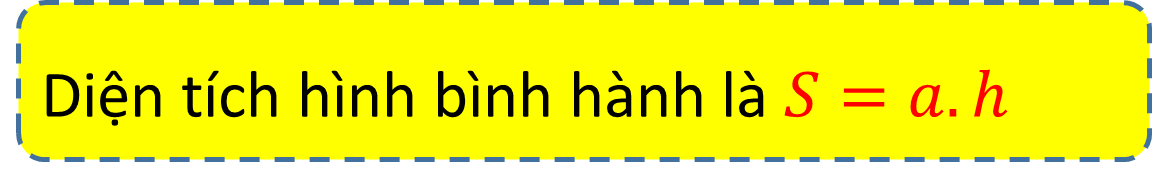 Diện tích hình bình hành là S = a. h